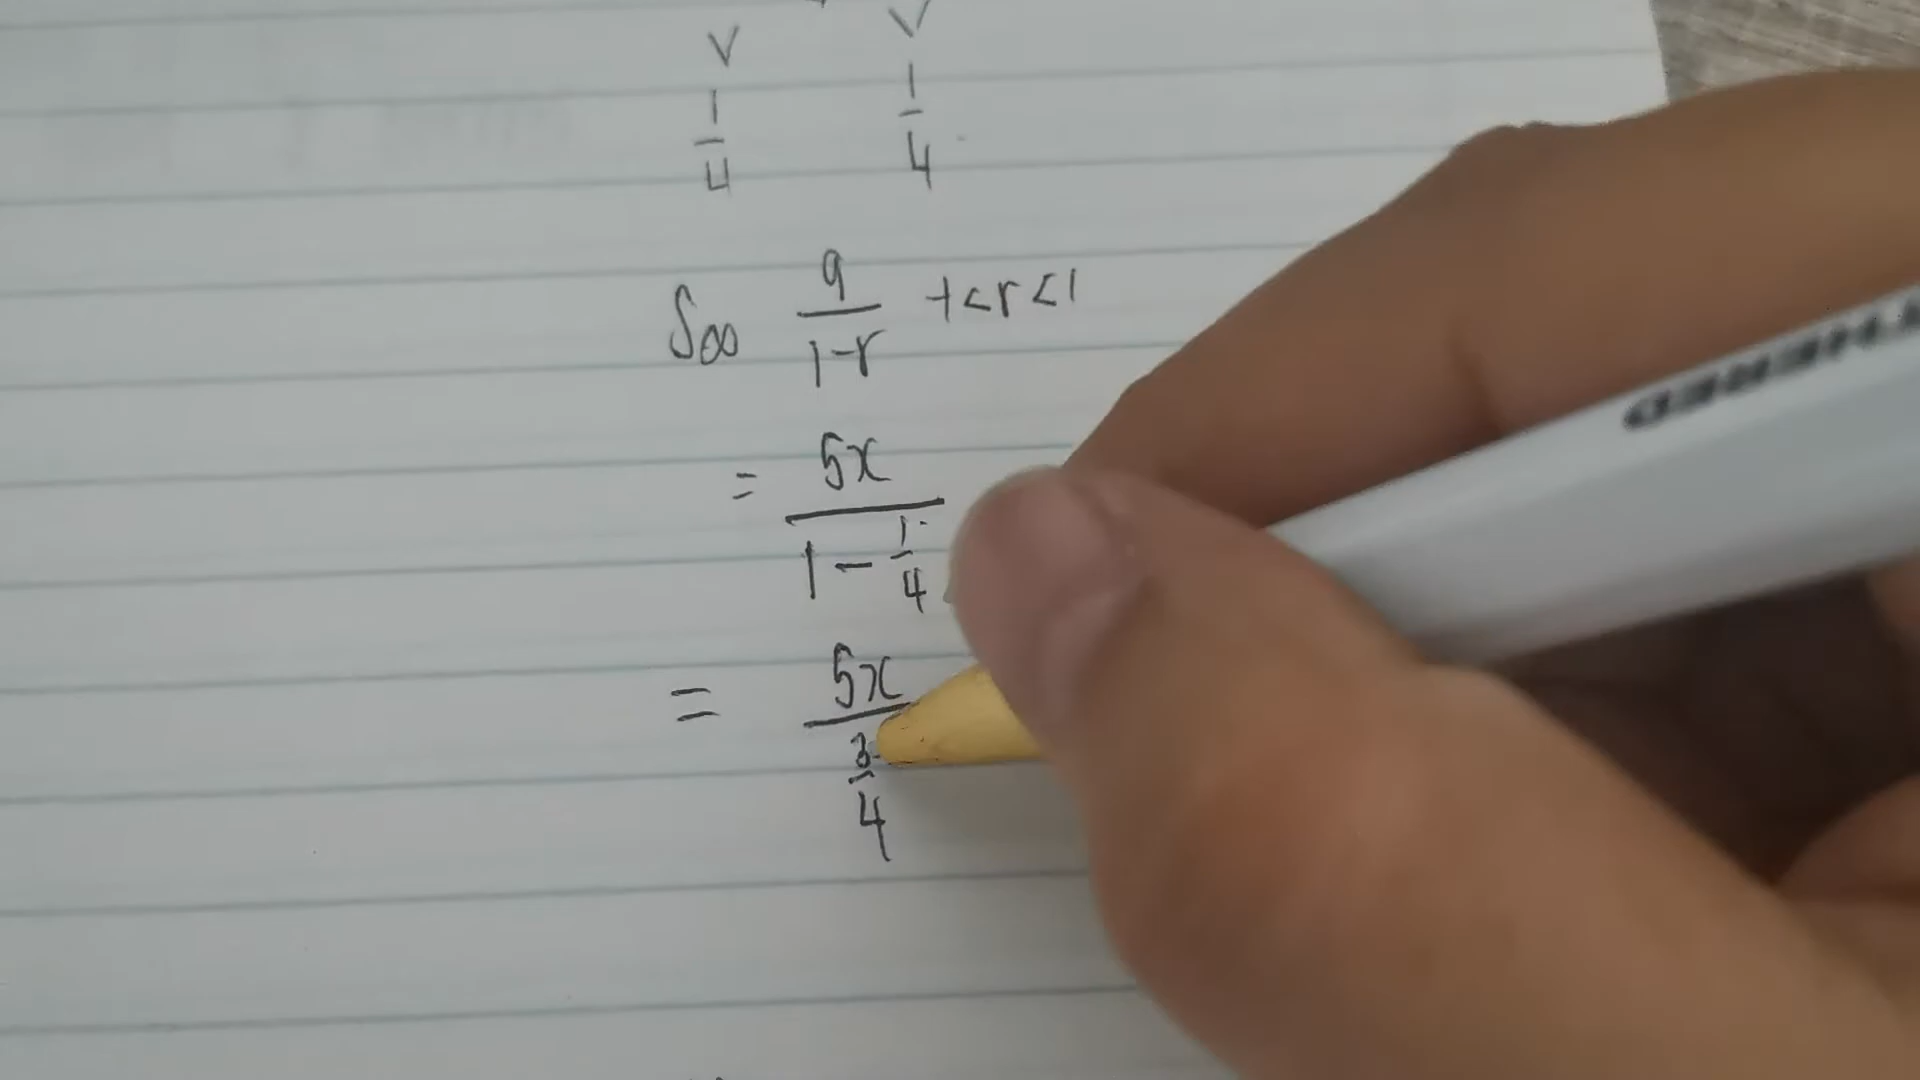 V V
1/4 1/4
S∞ a/(1-r) -1<r<1
= 5x/(1-1/4)
= 5x/(3/4)